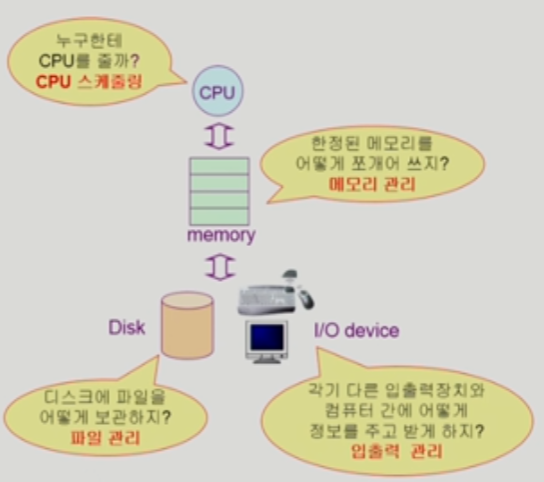 누구한테
CPU를 줄까?
CPU 스케줄링
CPU
한정된 메모리를
어떻게 쪼개어 쓰지?
메모리 관리
memory
Disk
I/O device
디스크에 파일을
어떻게 보관하지?
파일 관리
각기 다른 입출력장치와
컴퓨터 간에 어떻게
정보를 주고 받게 하지?
입출력 관리